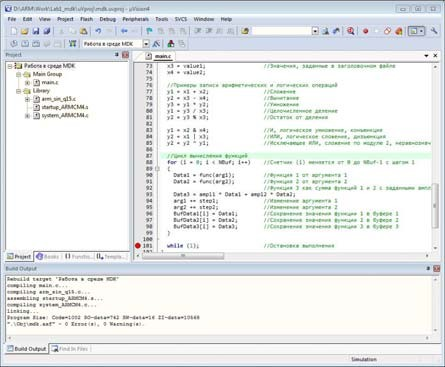 D:\ARM\Work\Lab1_mdk\uvproj\mdk.uvproj - µVision4
File Edit View Project Flash Debug Peripherals Tools SVCS Window Help
Работа в среде MDK
Project
main.c
Работа в среде MDK
Main Group
main.c
Library
arm_sin_q15.c
startup_ARMCM4.s
system_ARMCM4.c
73 x3 = value1; //Значения, заданные в заголовочном файле
74 x4 = value2;
75
76
77 //Примеры записи арифметических и логических операций
78 y1 = x1 + x2; //Сложение
79 y2 = x3 - x4; //Вычитание
80 y3 = y1 * y2; //Умножение
81 y1 = y3 / y2; //Целочисленное деление
82 y2 = y3 % x3; //Остаток от деления
83
y1 = x2 & x4; //И, логическое умножение, конъюнкция
84 y2 = x1 | x3; //ИЛИ, логическое сложение, дизъюнкция
85 y2 = y2 ^ y1; //Исключающее ИЛИ, сложение по модулю 2, неравнознач
86
87 //Цикл вычисления функций
88 for (i = 0; i < NBuf; i++) //Счетчик (i) меняется от 0 до NBuf-1 с шагом 1
89 {
90 Data1 = func(arg1); //Функция 1 от аргумента 1
91 Data2 = func(arg2); //Функция 2 от аргумента 2
92 //Функция 3 как сумма функций 1 и 2 с заданными ампл
93 Data3 = ampl1 * Data1 + ampl2 * Data2;
94 arg1 += step1; //Изменение аргумента 1
95 arg2 += step2; //Изменение аргумента 2
96 BufData1[i] = Data1; //Сохранение значения функции 1 в буфере 1
97 BufData2[i] = Data2; //Сохранение значения функции 2 в буфере 2
98 BufData3[i] = Data3; //Сохранение значения функции 3 в буфере 3
99 }
100
101 while (1); //Остановка выполнения
Project Books Functi... Templa...
Build Output
Rebuild target 'Работа в среде MDK'
compiling main.c...
compiling arm_sin_q15.c...
assembling startup_ARMCM4.s...
compiling system_ARMCM4.c...
linking...
Program Size: Code=1002 RO-data=742 RW-data=16 ZI-data=10568
".\Obj\mdk.axf" - 0 Error(s), 0 Warning(s).
Build Output Find In Files
Simulation